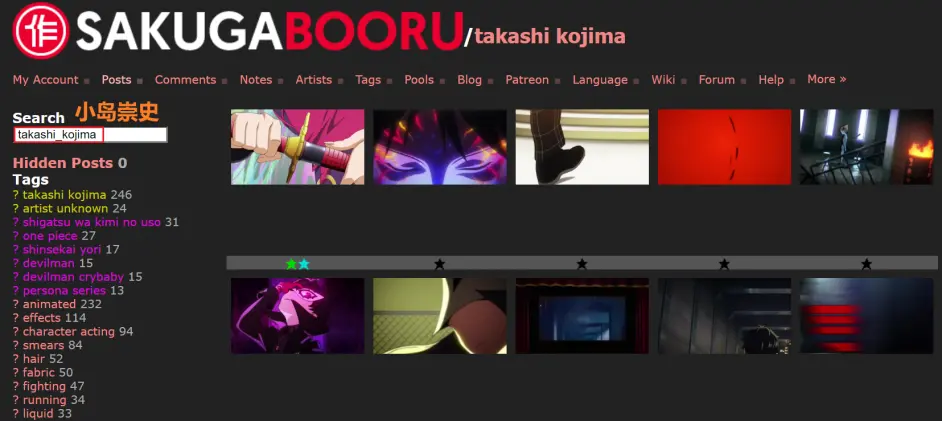 作 SAKUGABOORU/takashi kojima
My Account Posts Comments Notes Artists Tags Pools Blog Patreon Language Wiki Forum Help More »
Search 小岛崇史
takashi_kojima
Hidden Posts 0
Tags
? takashi kojima 246
? artist unknown 24
? shigatsu wa kimi no uso 31
? one piece 27
? shinsekai yori 17
? devilman 15
? devilman crybaby 15
? persona series 13
? animated 232
? effects 114
? character acting 94
? smears 84
? hair 52
? fabric 50
? fighting 47
? running 34
? liquid 33